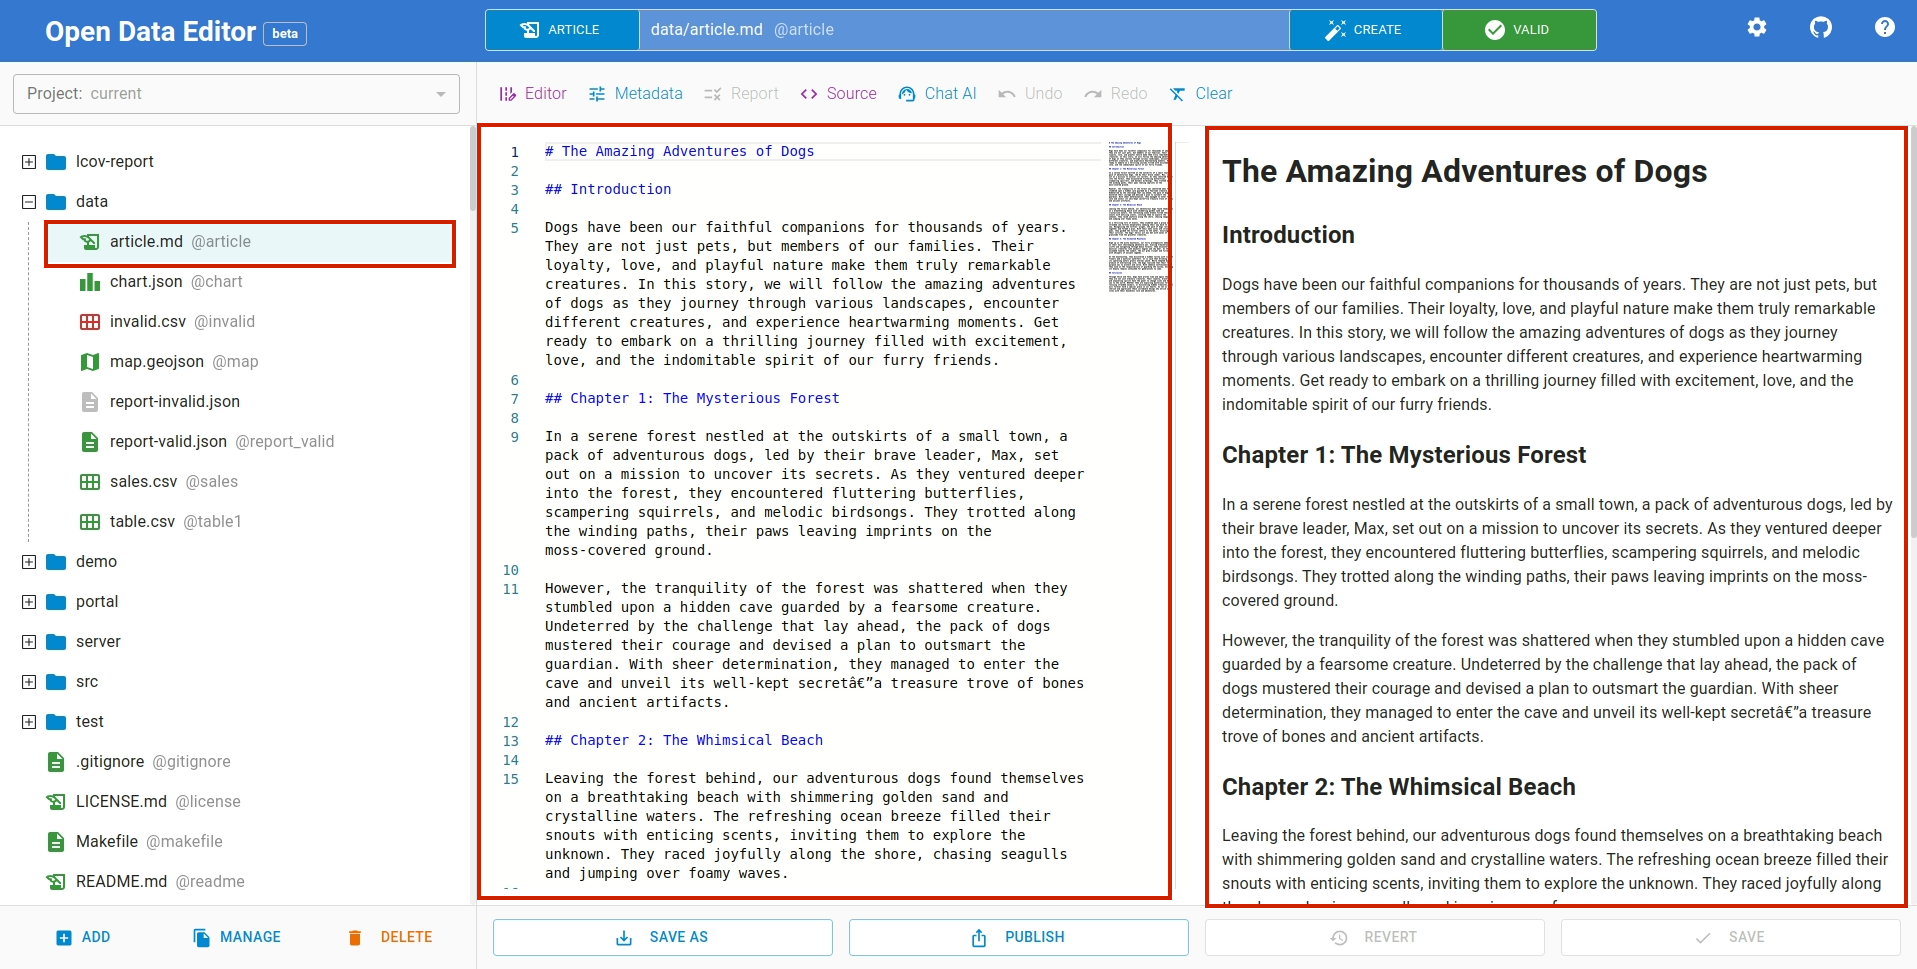 Open Data Editor beta
ARTICLE data/article.md @article CREATE VALID
Project: current
Editor Metadata Report Source Chat AI Undo Redo Clear
lcov-report
data
article.md @article
chart.json @chart
invalid.csv @invalid
map.geojson @map
report-invalid.json
report-valid.json @report_valid
sales.csv @sales
table.csv @table1
demo
portal
server
src
test
.gitignore @gitignore
LICENSE.md @license
Makefile @makefile
README.md @readme
ADD MANAGE DELETE
1 # The Amazing Adventures of Dogs
2
3 ## Introduction
4
5 Dogs have been our faithful companions for thousands of years.
They are not just pets, but members of our families. Their
loyalty, love, and playful nature make them truly remarkable
creatures. In this story, we will follow the amazing adventures
of dogs as they journey through various landscapes, encounter
different creatures, and experience heartwarming moments. Get
ready to embark on a thrilling journey filled with excitement,
love, and the indomitable spirit of our furry friends.
6
7 ## Chapter 1: The Mysterious Forest
8
9 In a serene forest nestled at the outskirts of a small town, a
pack of adventurous dogs, led by their brave leader, Max, set
out on a mission to uncover its secrets. As they ventured deeper
into the forest, they encountered fluttering butterflies,
scampering squirrels, and melodic birdsongs. They trotted along
the winding paths, their paws leaving imprints on the
moss-covered ground.
10
11 However, the tranquility of the forest was shattered when they
stumbled upon a hidden cave guarded by a fearsome creature.
Undeterred by the challenge that lay ahead, the pack of dogs
mustered their courage and devised a plan to outsmart the
guardian. With sheer determination, they managed to enter the
cave and unveil its well-kept secretâ€”a treasure trove of bones
and ancient artifacts.
12
13 ## Chapter 2: The Whimsical Beach
14
15 Leaving the forest behind, our adventurous dogs found themselves
on a breathtaking beach with shimmering golden sand and
crystalline waters. The refreshing ocean breeze filled their
snouts with enticing scents, inviting them to explore the
unknown. They raced joyfully along the shore, chasing seagulls
and jumping over foamy waves.
The Amazing Adventures of Dogs
Introduction
Dogs have been our faithful companions for thousands of years. They are not just pets, but
members of our families. Their loyalty, love, and playful nature make them truly remarkable
creatures. In this story, we will follow the amazing adventures of dogs as they journey
through various landscapes, encounter different creatures, and experience heartwarming
moments. Get ready to embark on a thrilling journey filled with excitement, love, and the
indomitable spirit of our furry friends.
Chapter 1: The Mysterious Forest
In a serene forest nestled at the outskirts of a small town, a pack of adventurous dogs, led by
their brave leader, Max, set out on a mission to uncover its secrets. As they ventured deeper
into the forest, they encountered fluttering butterflies, scampering squirrels, and melodic
birdsongs. They trotted along the winding paths, their paws leaving imprints on the moss-
covered ground.
However, the tranquility of the forest was shattered when they stumbled upon a hidden cave
guarded by a fearsome creature. Undeterred by the challenge that lay ahead, the pack of
dogs mustered their courage and devised a plan to outsmart the guardian. With sheer
determination, they managed to enter the cave and unveil its well-kept secretâ€”a treasure
trove of bones and ancient artifacts.
Chapter 2: The Whimsical Beach
Leaving the forest behind, our adventurous dogs found themselves on a breathtaking beach
with shimmering golden sand and crystalline waters. The refreshing ocean breeze filled their
snouts with enticing scents, inviting them to explore the unknown. They raced joyfully along
SAVE AS PUBLISH REVERT SAVE